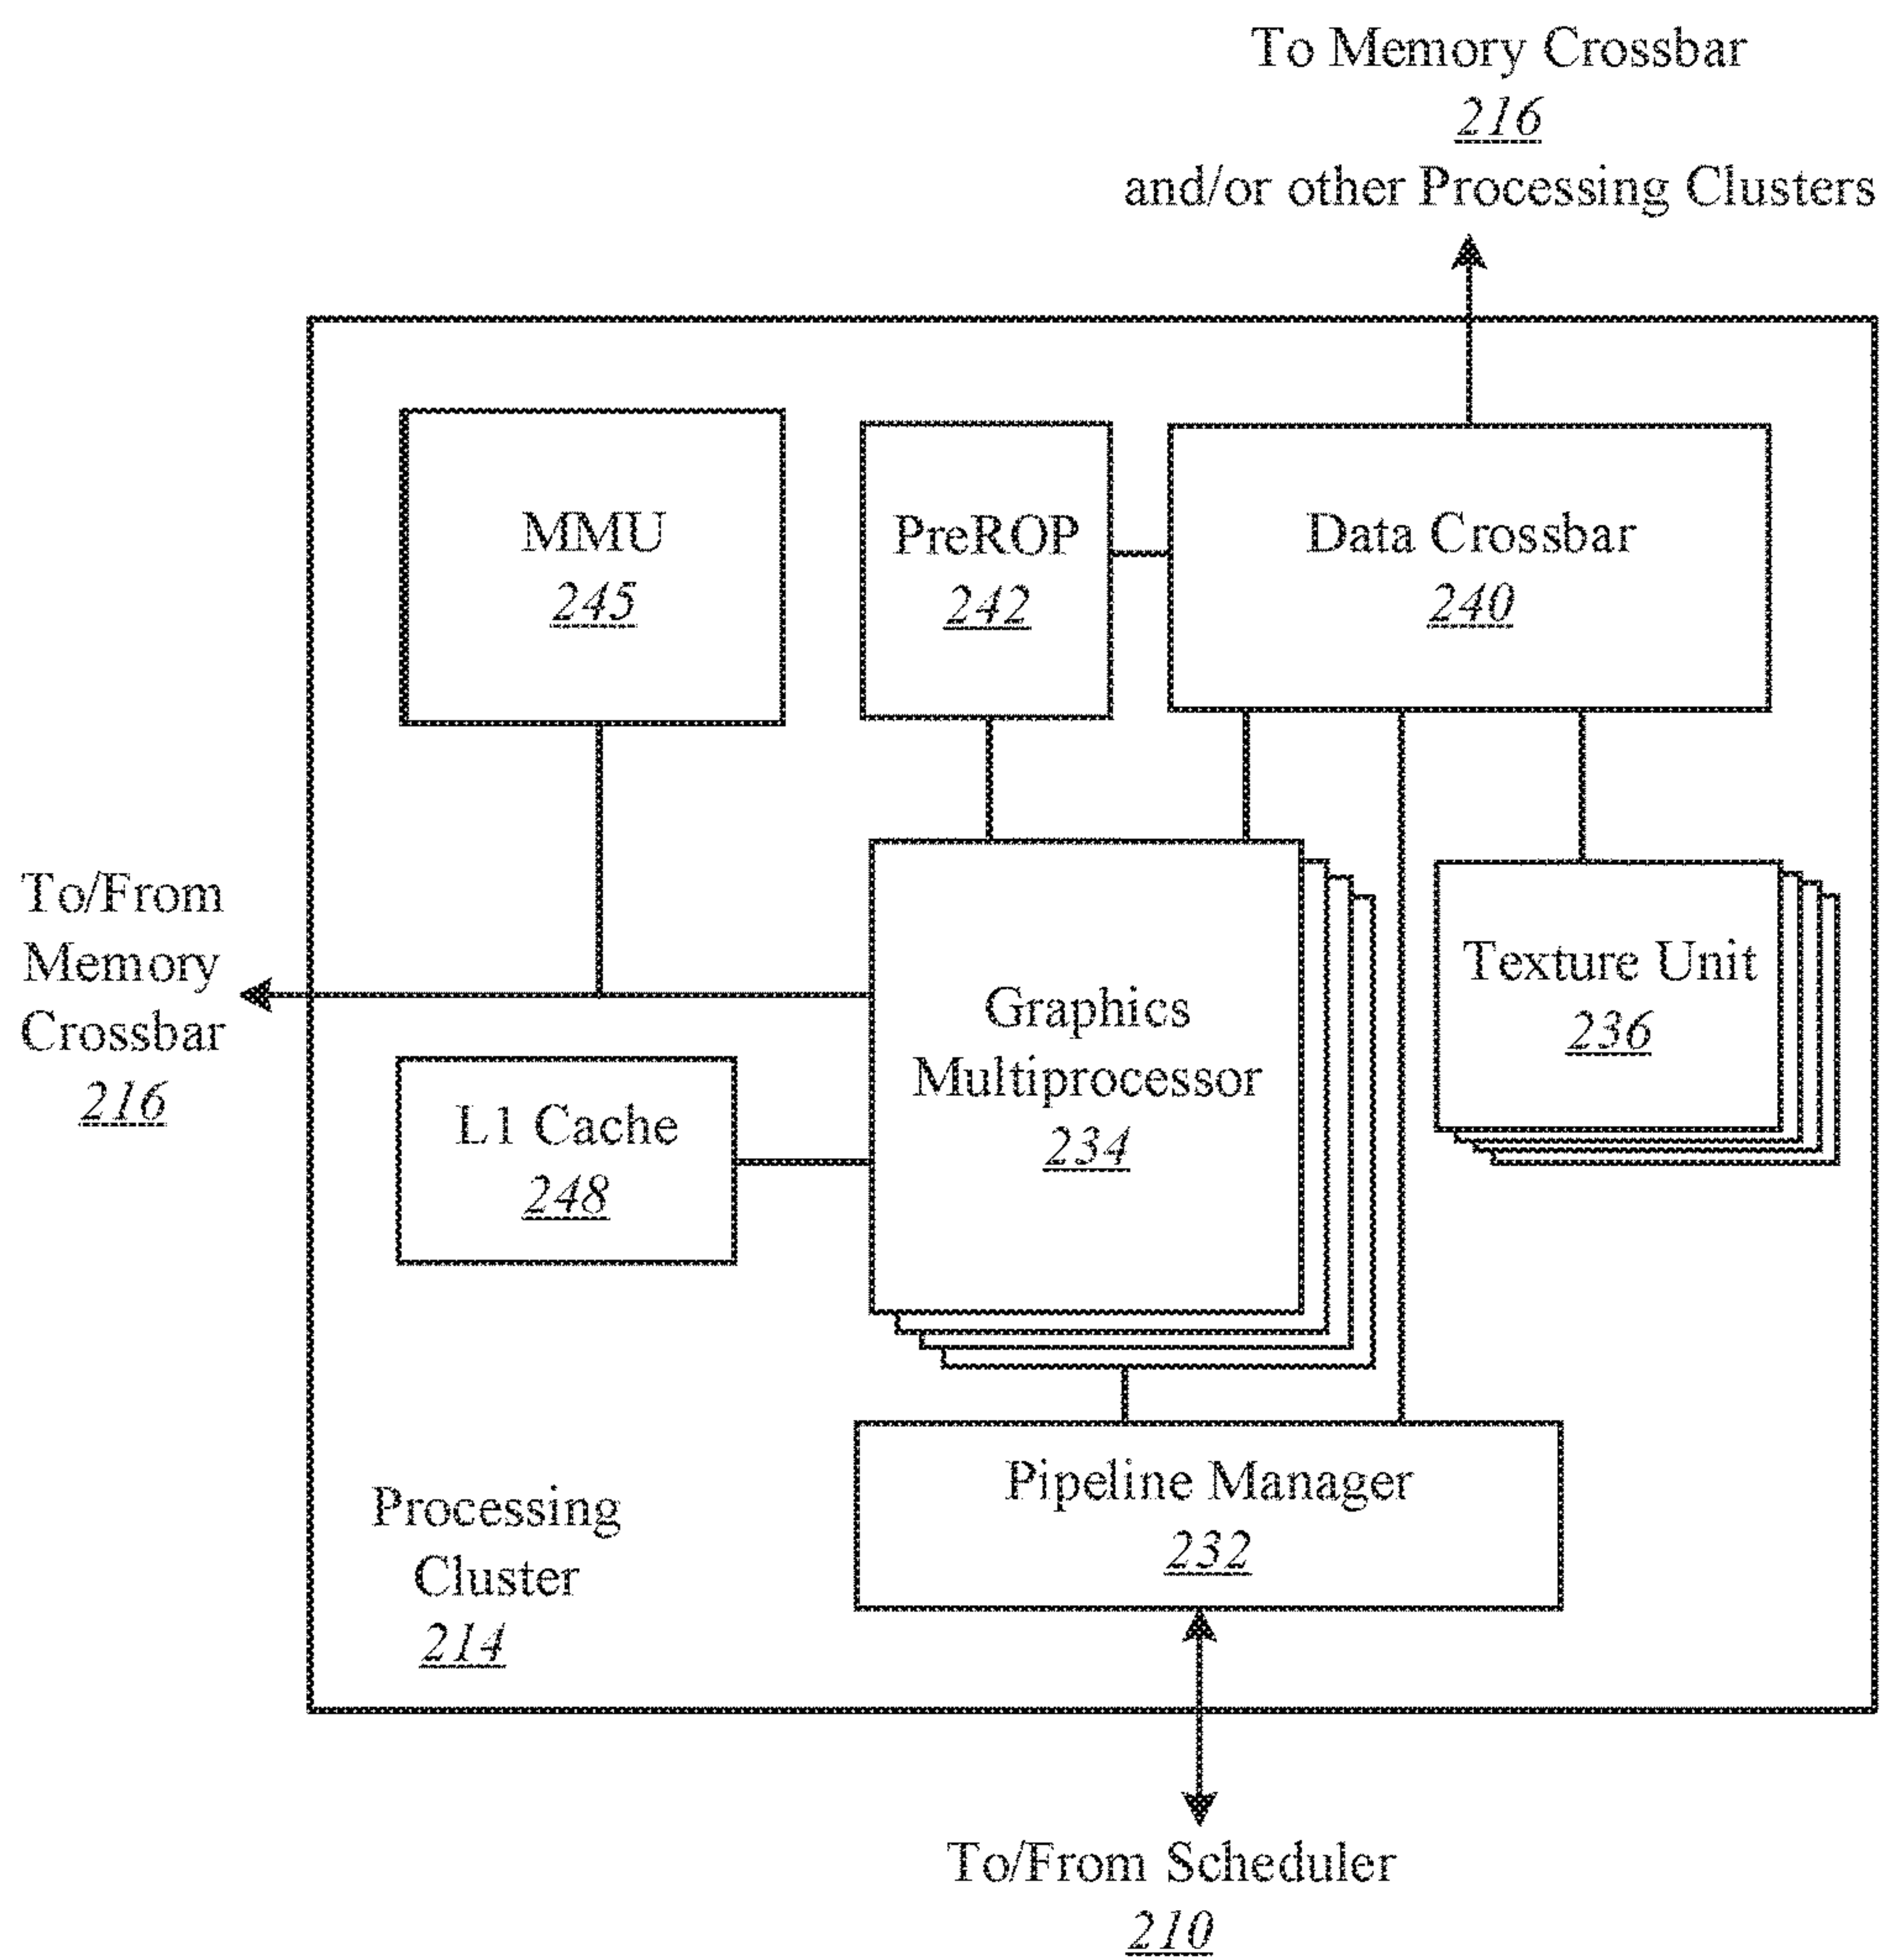 To Memory Crossbar
216
and/or other Processing Clusters
MMU
245
PreROP
242
Data Crossbar
240
To/From
Memory
Crossbar
216
L1 Cache
248
Graphics
Multiprocessor
234
Texture Unit
236
Pipeline Manager
232
Processing
Cluster
214
To/From Scheduler
210